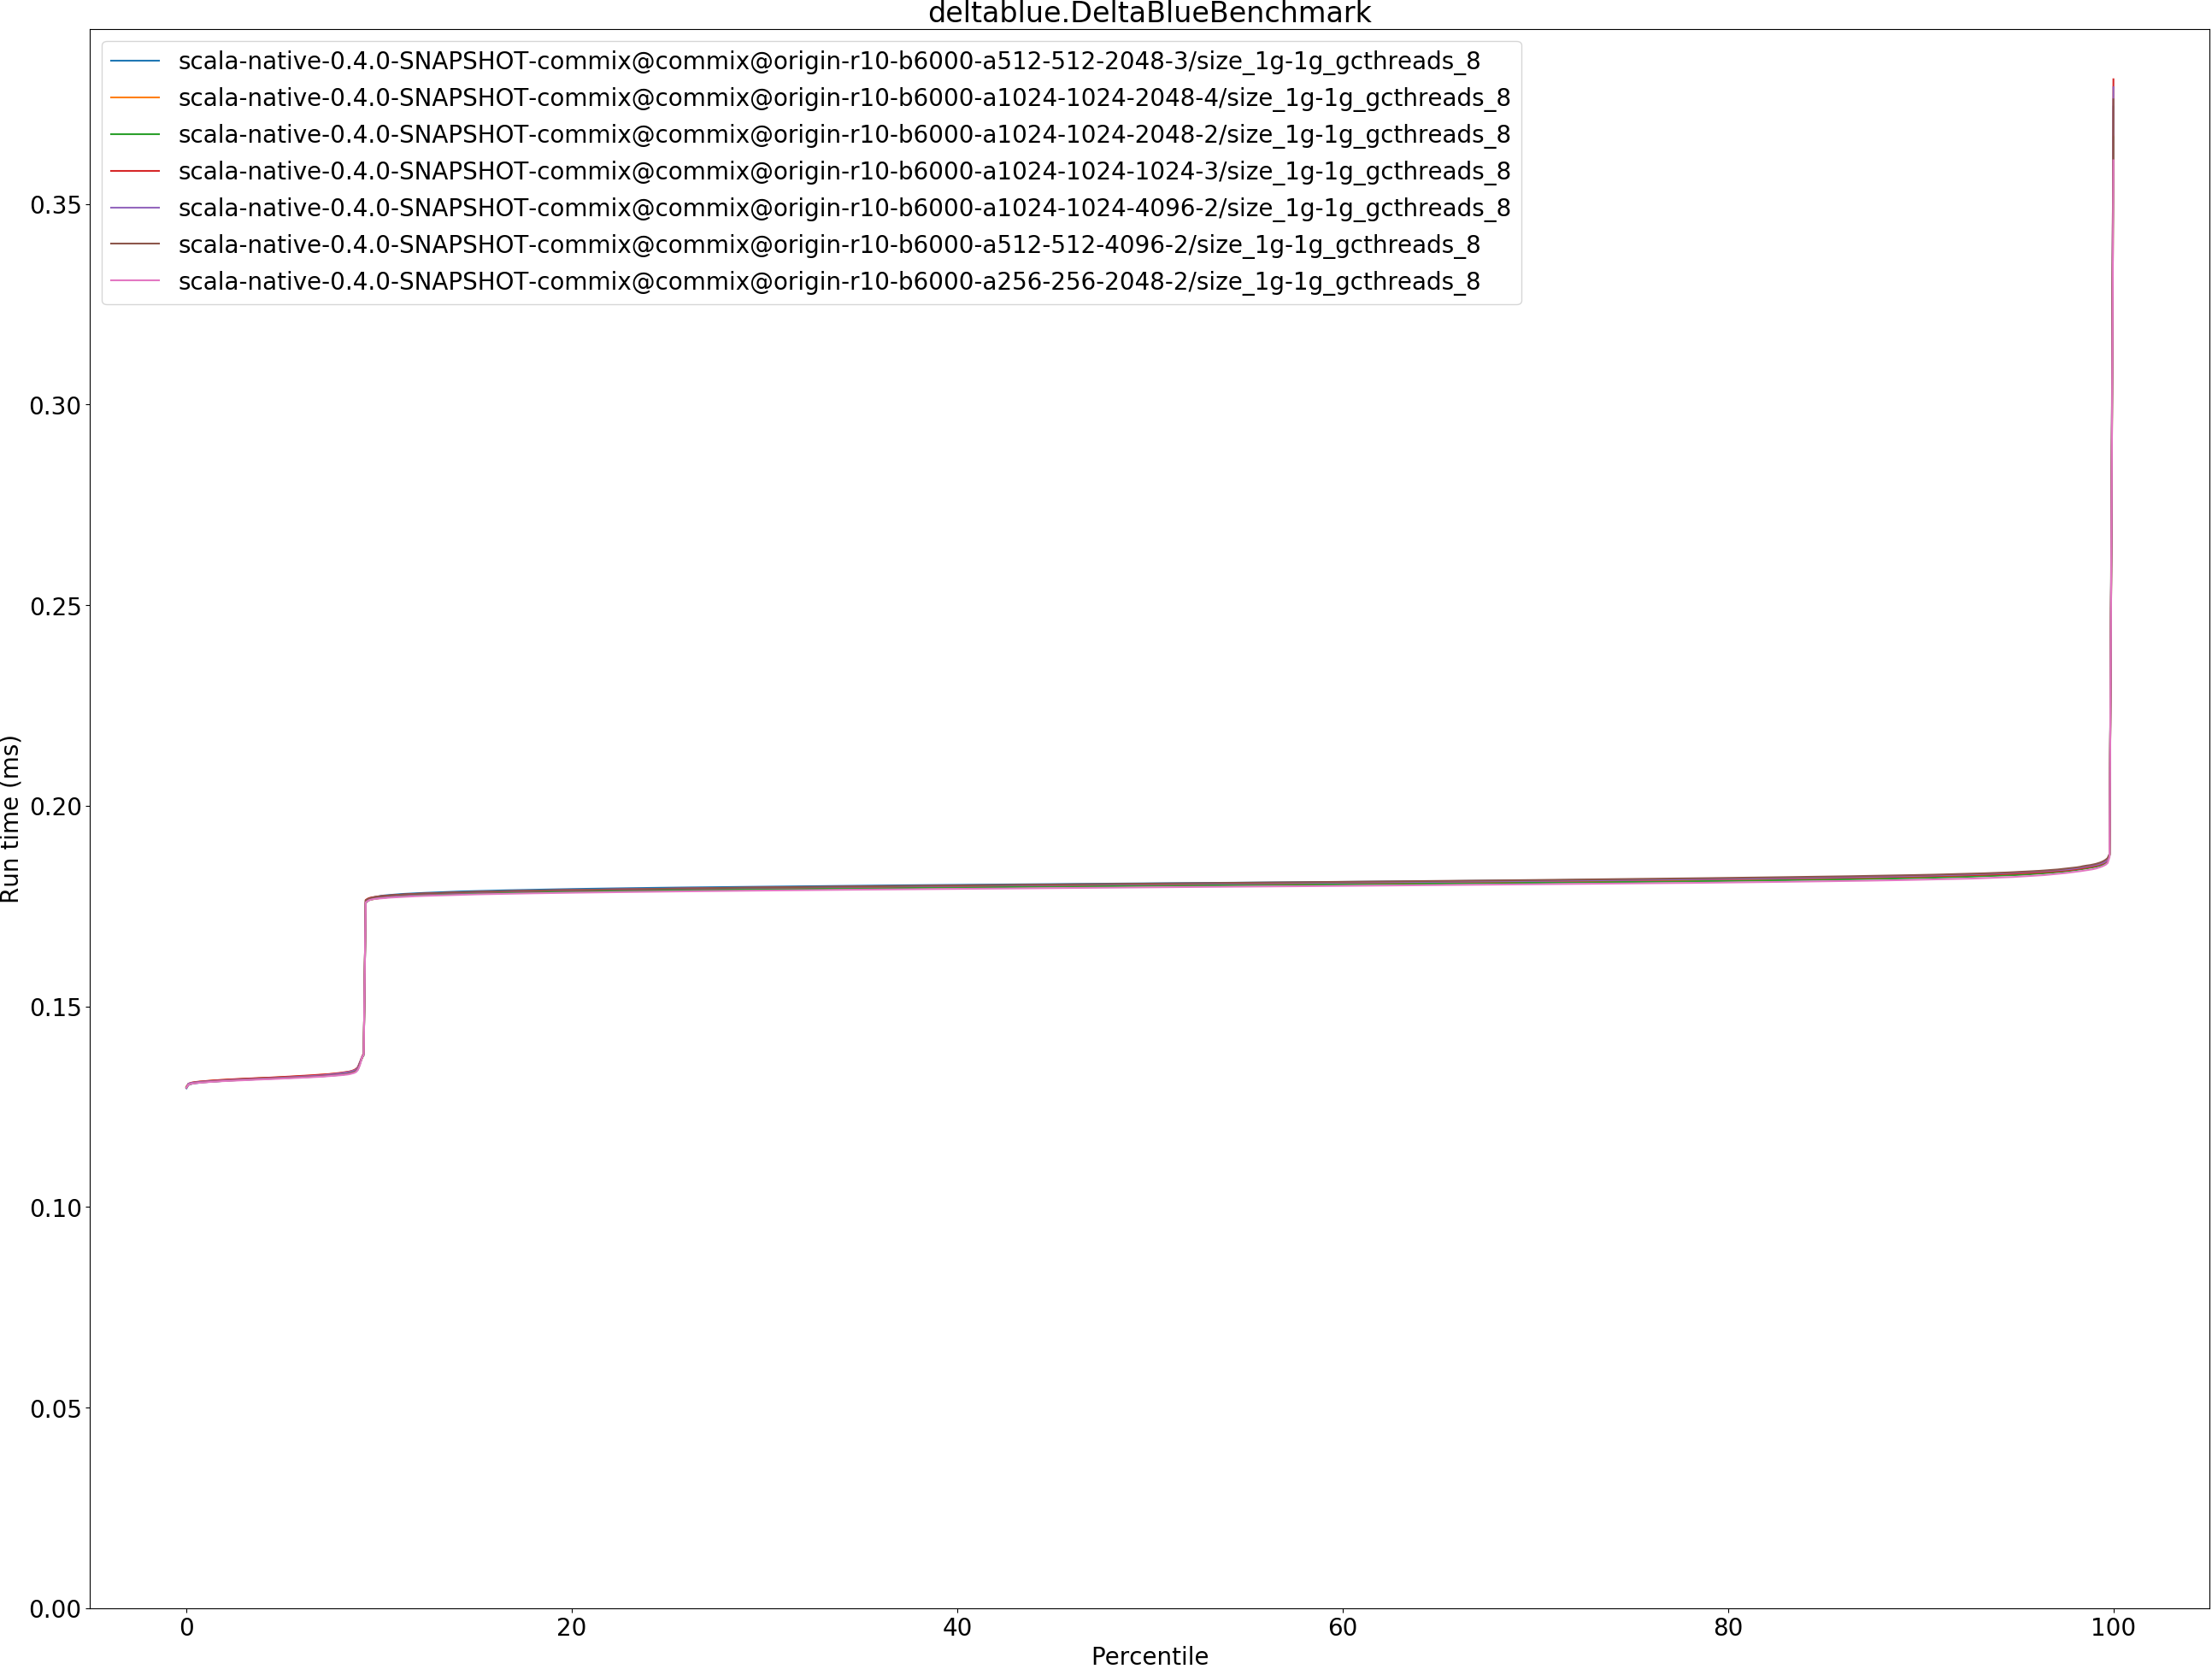 deltablue.DeltaBlueBenchmark
scala-native-0.4.0-SNAPSHOT-commix@commix@origin-r10-b6000-a512-512-2048-3/size_1g-1g_gcthreads_8
scala-native-0.4.0-SNAPSHOT-commix@commix@origin-r10-b6000-a1024-1024-2048-4/size_1g-1g_gcthreads_8
scala-native-0.4.0-SNAPSHOT-commix@commix@origin-r10-b6000-a1024-1024-2048-2/size_1g-1g_gcthreads_8
scala-native-0.4.0-SNAPSHOT-commix@commix@origin-r10-b6000-a1024-1024-1024-3/size_1g-1g_gcthreads_8
scala-native-0.4.0-SNAPSHOT-commix@commix@origin-r10-b6000-a1024-1024-4096-2/size_1g-1g_gcthreads_8
scala-native-0.4.0-SNAPSHOT-commix@commix@origin-r10-b6000-a512-512-4096-2/size_1g-1g_gcthreads_8
scala-native-0.4.0-SNAPSHOT-commix@commix@origin-r10-b6000-a256-256-2048-2/size_1g-1g_gcthreads_8
0.35
0.30
0.25
0.20
0.15
0.10
0.05
0.00
Run time (ms)
0 20 40 60 80 100
Percentile